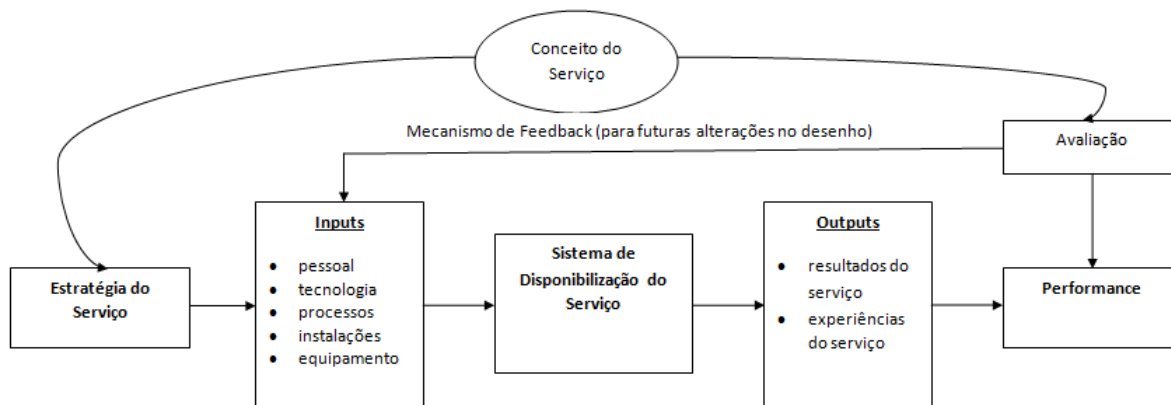 Conceito do
Serviço
Mecanismo de Feedback (para futuras alterações no desenho)
Avaliação
Estratégia do
Serviço
Inputs
• pessoal
• tecnologia
• processos
• instalações
• equipamento
Sistema de
Disponibilização do
Serviço
Outputs
• resultados do
serviço
• experiências
do serviço
Performance